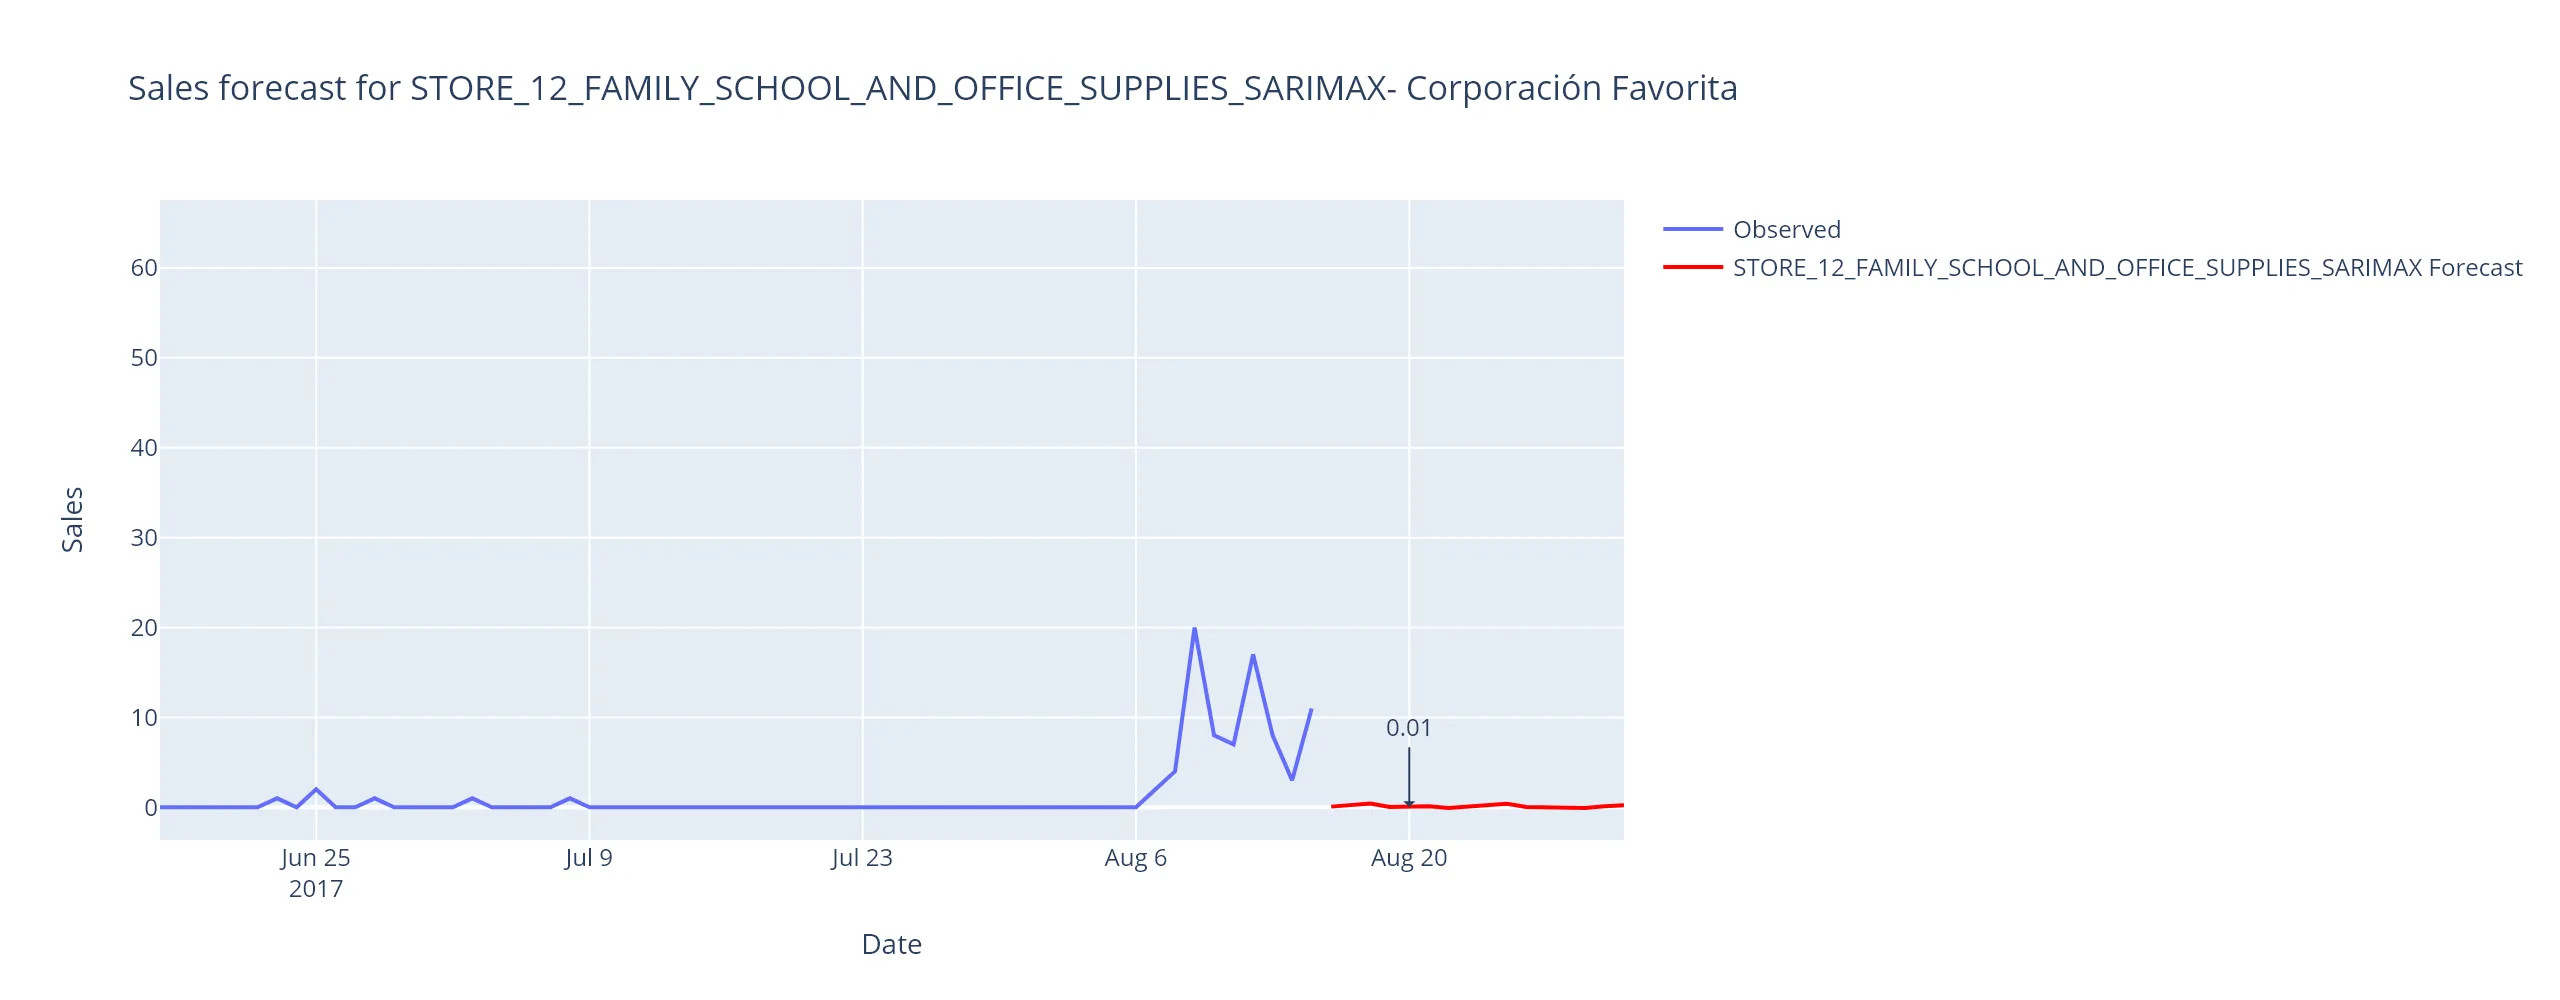 Sales forecast for STORE_12_FAMILY_SCHOOL_AND_OFFICE_SUPPLIES_SARIMAX- Corporación Favorita
Observed
STORE_12_FAMILY_SCHOOL_AND_OFFICE_SUPPLIES_SARIMAX Forecast
60
50
40
30
20
10
0
Sales
0.01
Jun 25
2017
Jul 9
Jul 23
Aug 6
Aug 20
Date